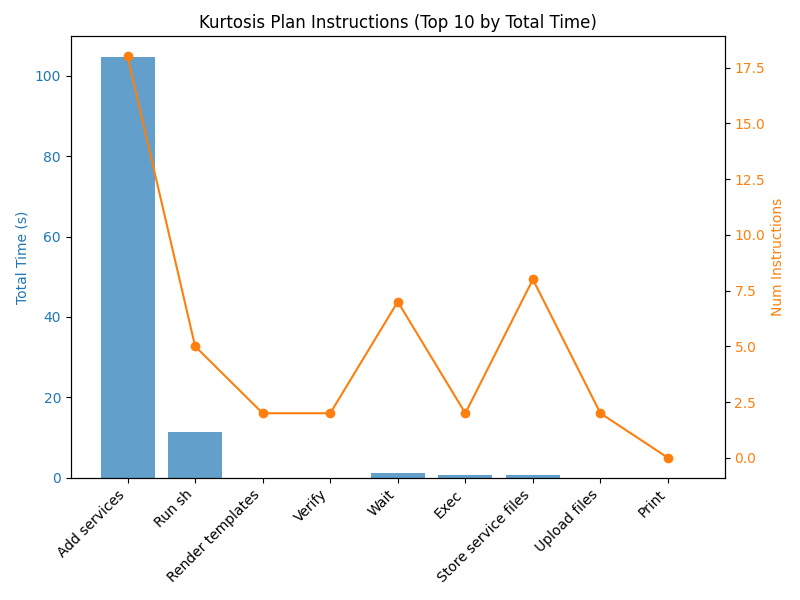 Kurtosis Plan Instructions (Top 10 by Total Time)
Total Time (s)
100
80
60
40
20
0
17.5
15.0
12.5
10.0
7.5
5.0
2.5
0.0
Num Instructions
Add services
Run sh
Render templates
Verify
Wait
Exec
Store service files
Upload files
Print